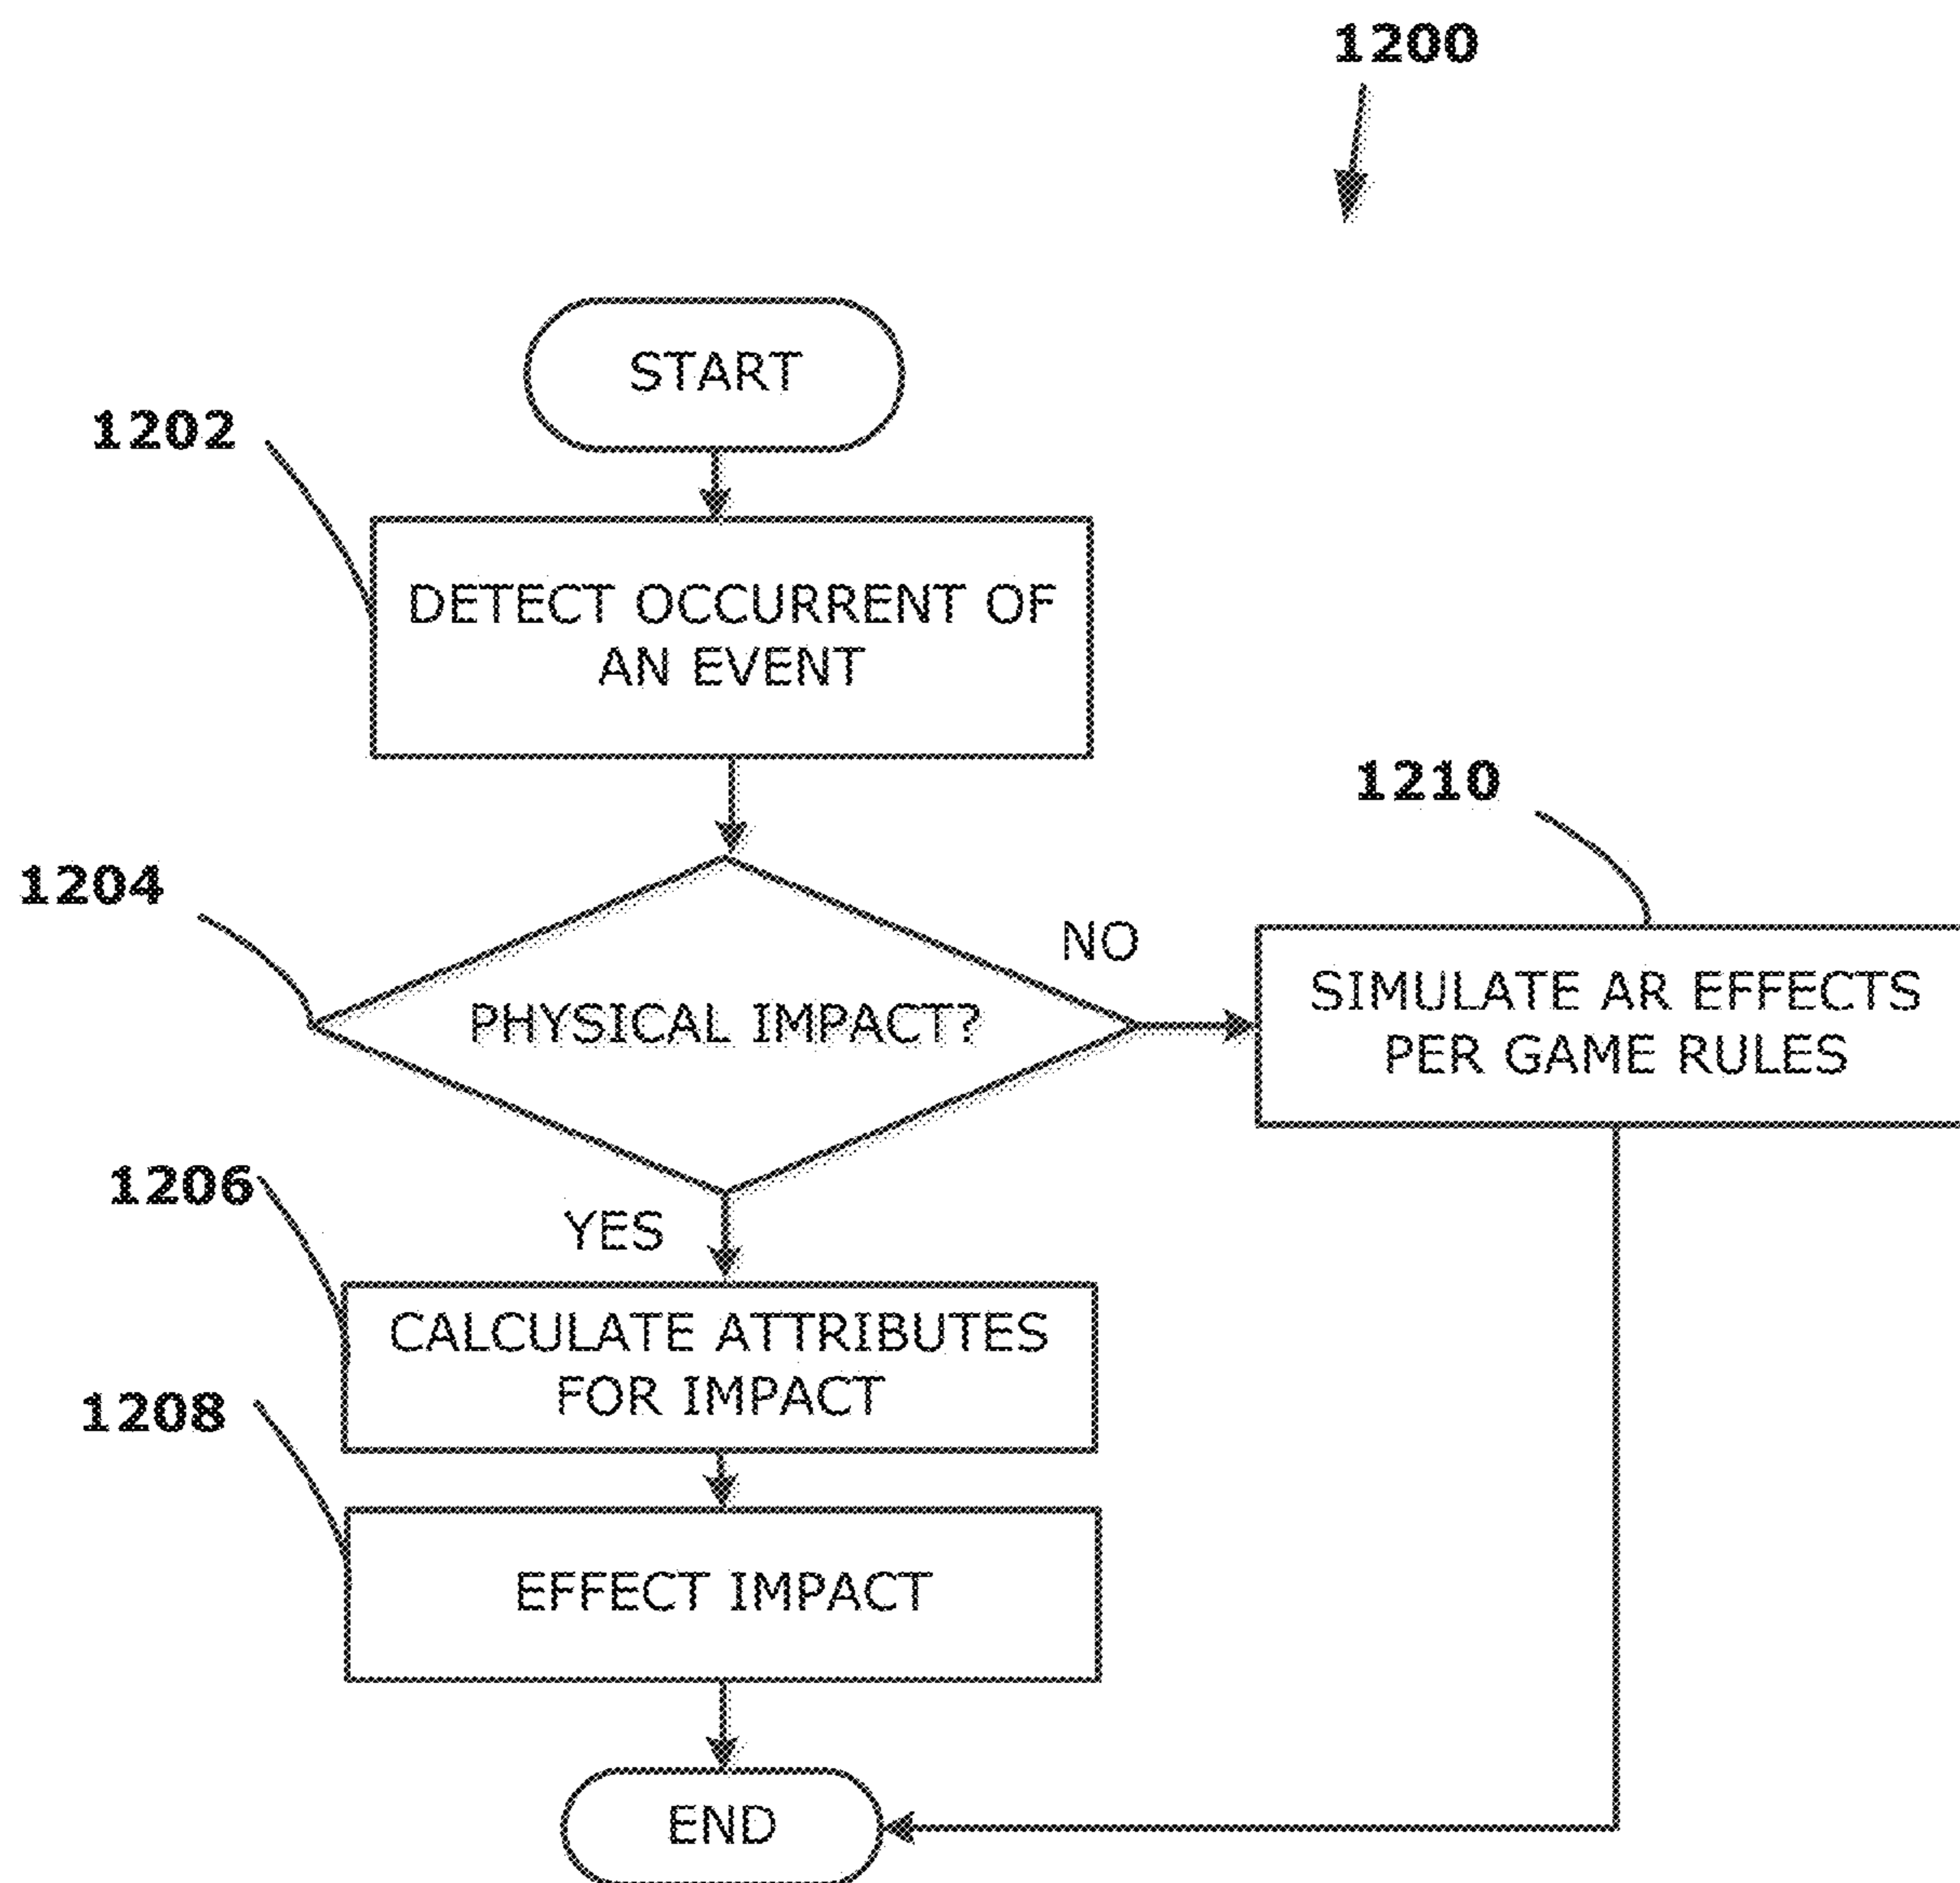 1200
START
1202
DETECT OCCURRENT OF
AN EVENT
1210
1204
NO
PHYSICAL IMPACT?
SIMULATE AR EFFECTS
PER GAME RULES
1206
YES
CALCULATE ATTRIBUTES
FOR IMPACT
1208
EFFECT IMPACT
END